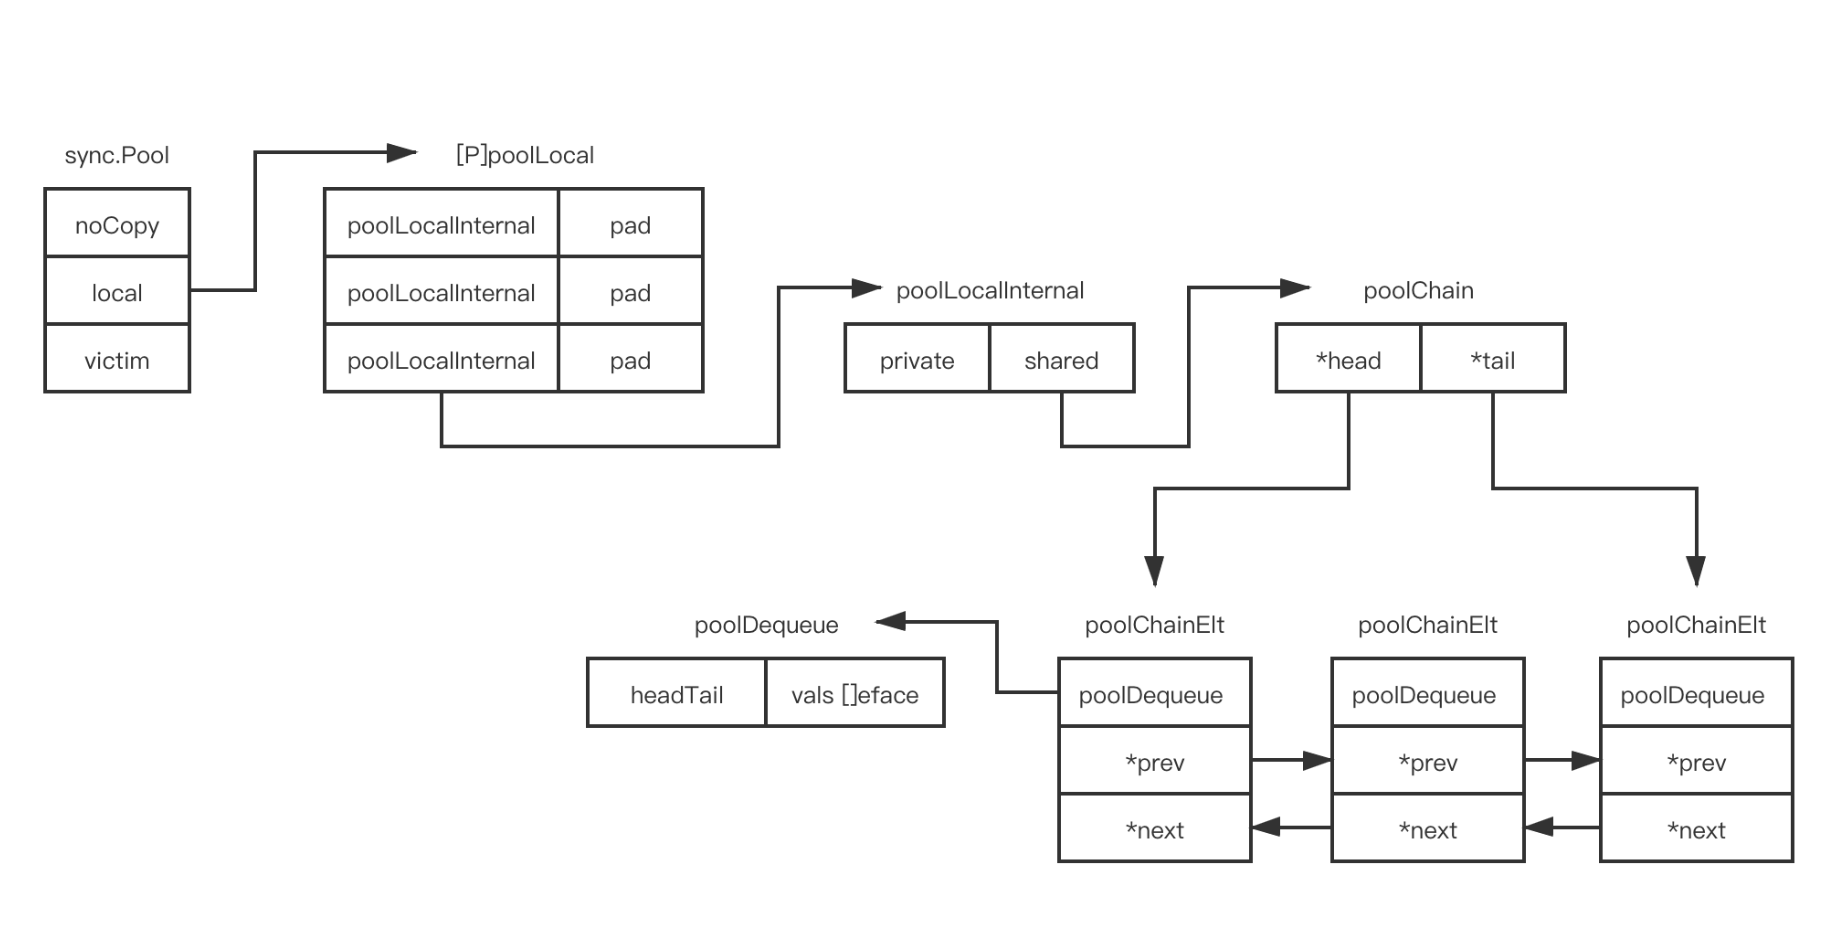 sync.Pool
noCopy
local
victim
[P]poolLocal
poolLocalInternal pad
poolLocalInternal pad
poolLocalInternal pad
poolLocalInternal
private shared
poolChain
*head *tail
poolDequeue
headTail vals []eface
poolChainElt
poolDequeue
*prev
*next
poolChainElt
poolDequeue
*prev
*next
poolChainElt
poolDequeue
*prev
*next